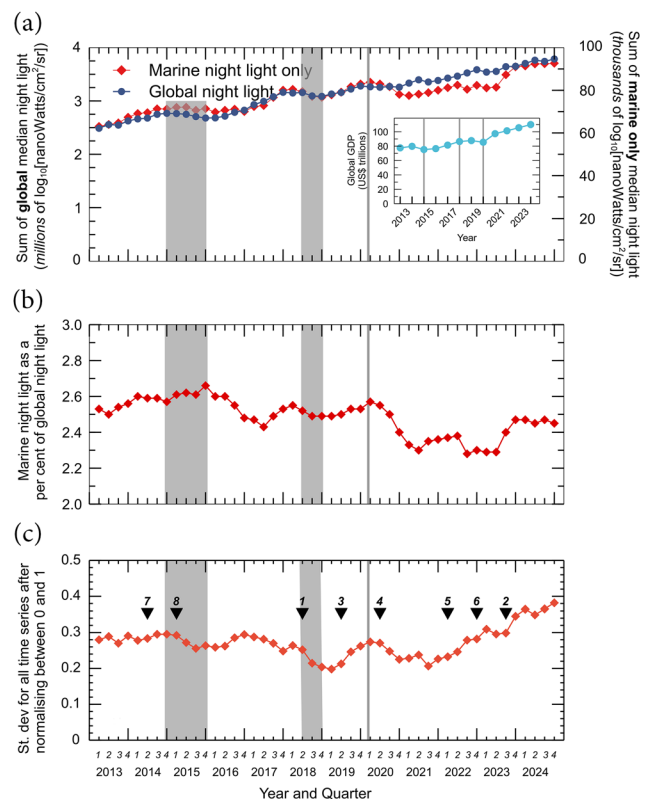 (a)
Sum of global median night light
(millions of log10[nanoWatts/cm2/sr])
4
3
2
1
0
Marine night light only
Global night light
100
80
60
40
20
0
Sum of marine only median night light
(thousands of log10[nanoWatts/cm2/sr])
Global GDP
(US$ trillions)
100
80
60
40
20
0
2013 2015 2017 2019 2021 2023
Year
(b)
Marine night light as a
per cent of global night light
3.0
2.8
2.6
2.4
2.2
2.0
(c)
St. dev for all time series after
normalising between 0 and 1
0.5
0.4
0.3
0.2
0.1
0
7 8 1 3 4 5 6 2
1 2 3 4 1 2 3 4 1 2 3 4 1 2 3 4 1 2 3 4 1 2 3 4 1 2 3 4 1 2 3 4 1 2 3 4 1 2 3 4 1 2 3 4 1 2 3 4
2013 2014 2015 2016 2017 2018 2019 2020 2021 2022 2023 2024
Year and Quarter